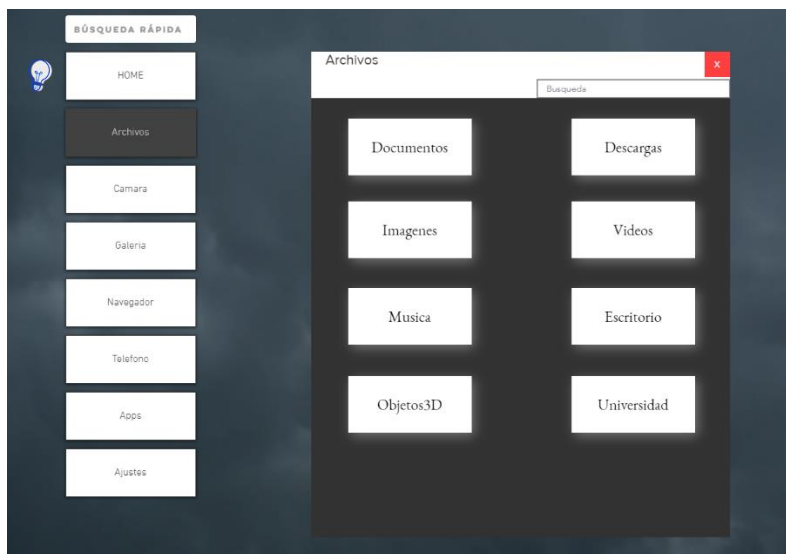 BÚSQUEDA RÁPIDA
HOME
Archivos
Camara
Galeria
Navegador
Telefono
Apps
Ajustes
Archivos
x
Busqueda
Documentos
Descargas
Imagenes
Videos
Musica
Escritorio
Objetos3D
Universidad